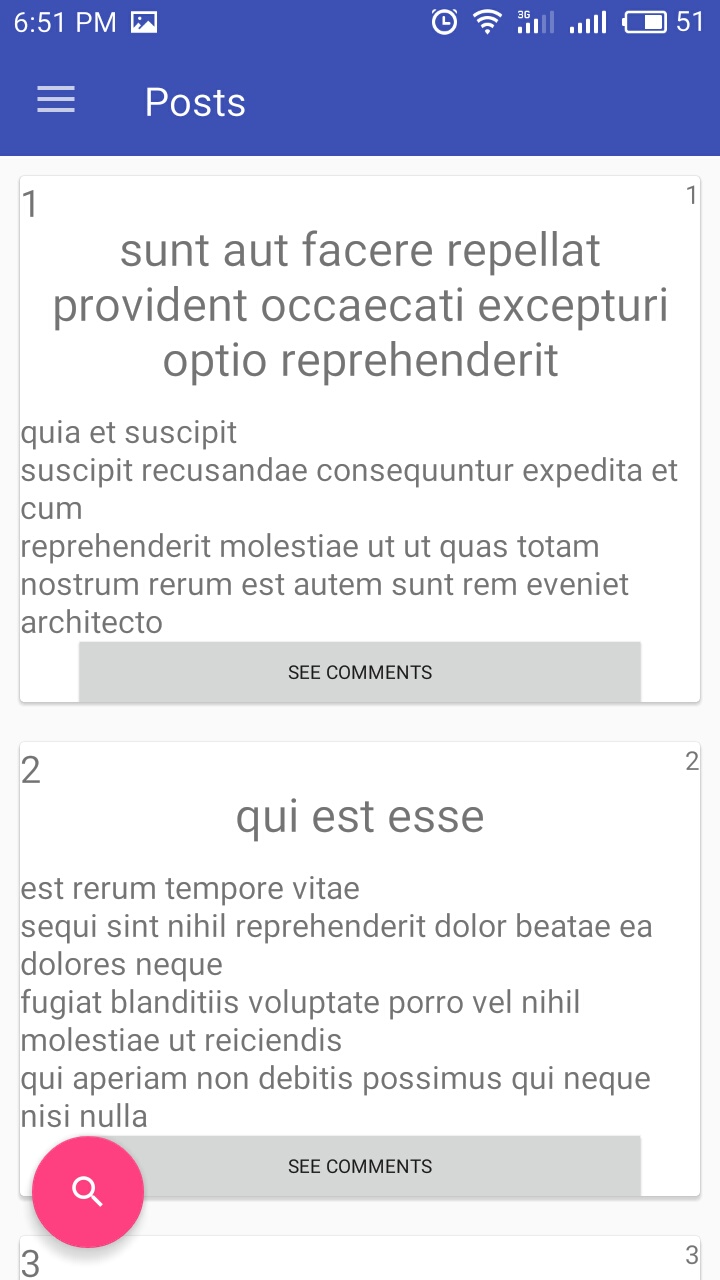 6:51 PM 3G 51
Posts
1 1
sunt aut facere repellat
provident occaecati excepturi
optio reprehenderit
quia et suscipit
suscipit recusandae consequuntur expedita et
cum
reprehenderit molestiae ut ut quas totam
nostrum rerum est autem sunt rem eveniet
architecto
SEE COMMENTS
2 2
qui est esse
est rerum tempore vitae
sequi sint nihil reprehenderit dolor beatae ea
dolores neque
fugiat blanditiis voluptate porro vel nihil
molestiae ut reiciendis
qui aperiam non debitis possimus qui neque
nisi nulla
SEE COMMENTS
3 3